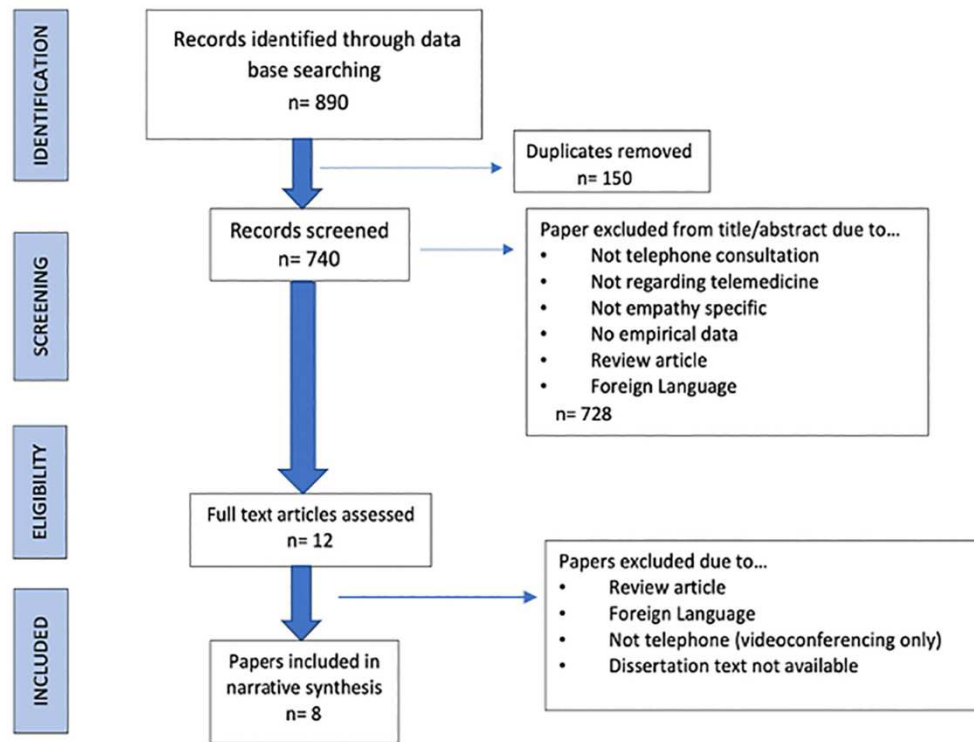 IDENTIFICATION
Records identified through data
base searching
n= 890
Duplicates removed
n= 150
SCREENING
Records screened
n= 740
Paper excluded from title/abstract due to...
• Not telephone consultation
• Not regarding telemedicine
• Not empathy specific
• No empirical data
• Review article
• Foreign Language
n= 728
ELIGIBILITY
Full text articles assessed
n= 12
Papers excluded due to...
• Review article
• Foreign Language
• Not telephone (videoconferencing only)
• Dissertation text not available
INCLUDED
Papers included in
narrative synthesis
n= 8